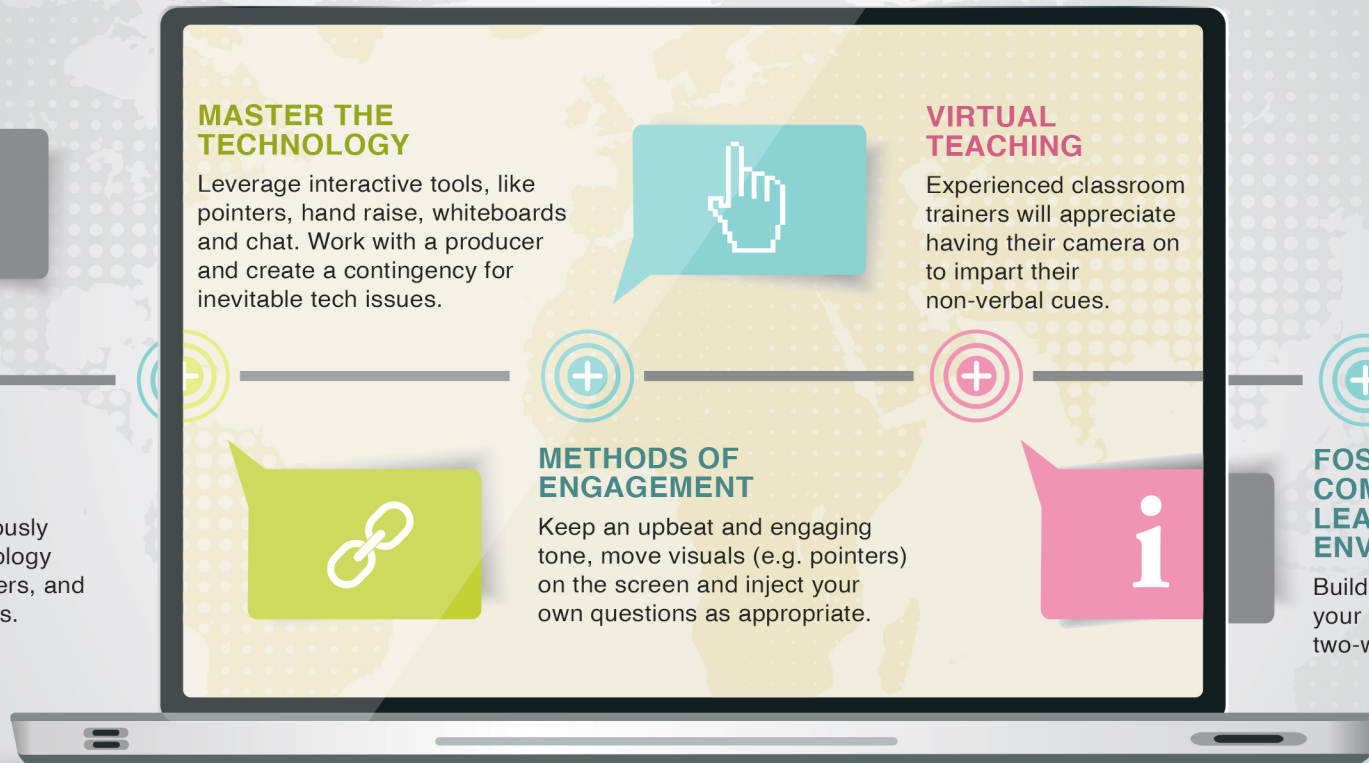 MASTER THE
TECHNOLOGY
Leverage interactive tools, like
pointers, hand raise, whiteboards
and chat. Work with a producer
and create a contingency for
inevitable tech issues.
VIRTUAL
TEACHING
Experienced classroom
trainers will appreciate
having their camera on
to impart their
non-verbal cues.
METHODS OF
ENGAGEMENT
Keep an upbeat and engaging
tone, move visuals (e.g. pointers)
on the screen and inject your
own questions as appropriate.
and
Build
your